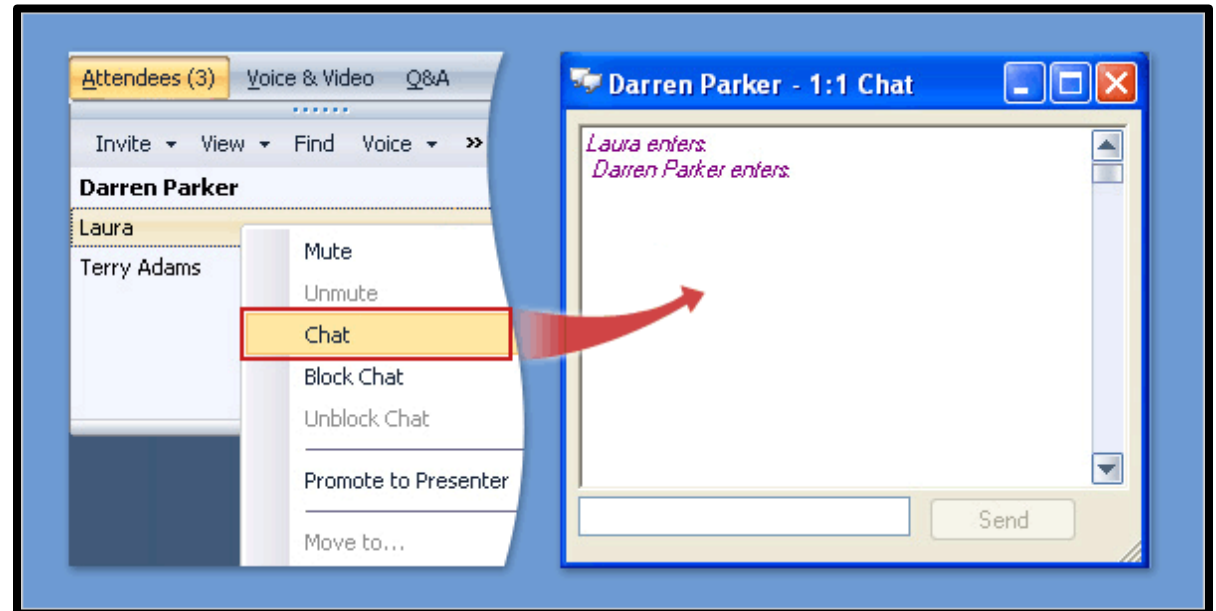 Attendees (3) Voice & Video Q&A
Invite View Find Voice »
Darren Parker
Laura
Terry Adams
Mute
Unmute
Chat
Block Chat
Unblock Chat
Promote to Presenter
Move to...
Darren Parker - 1:1 Chat
Laura enters.
Darren Parker enters.
Send